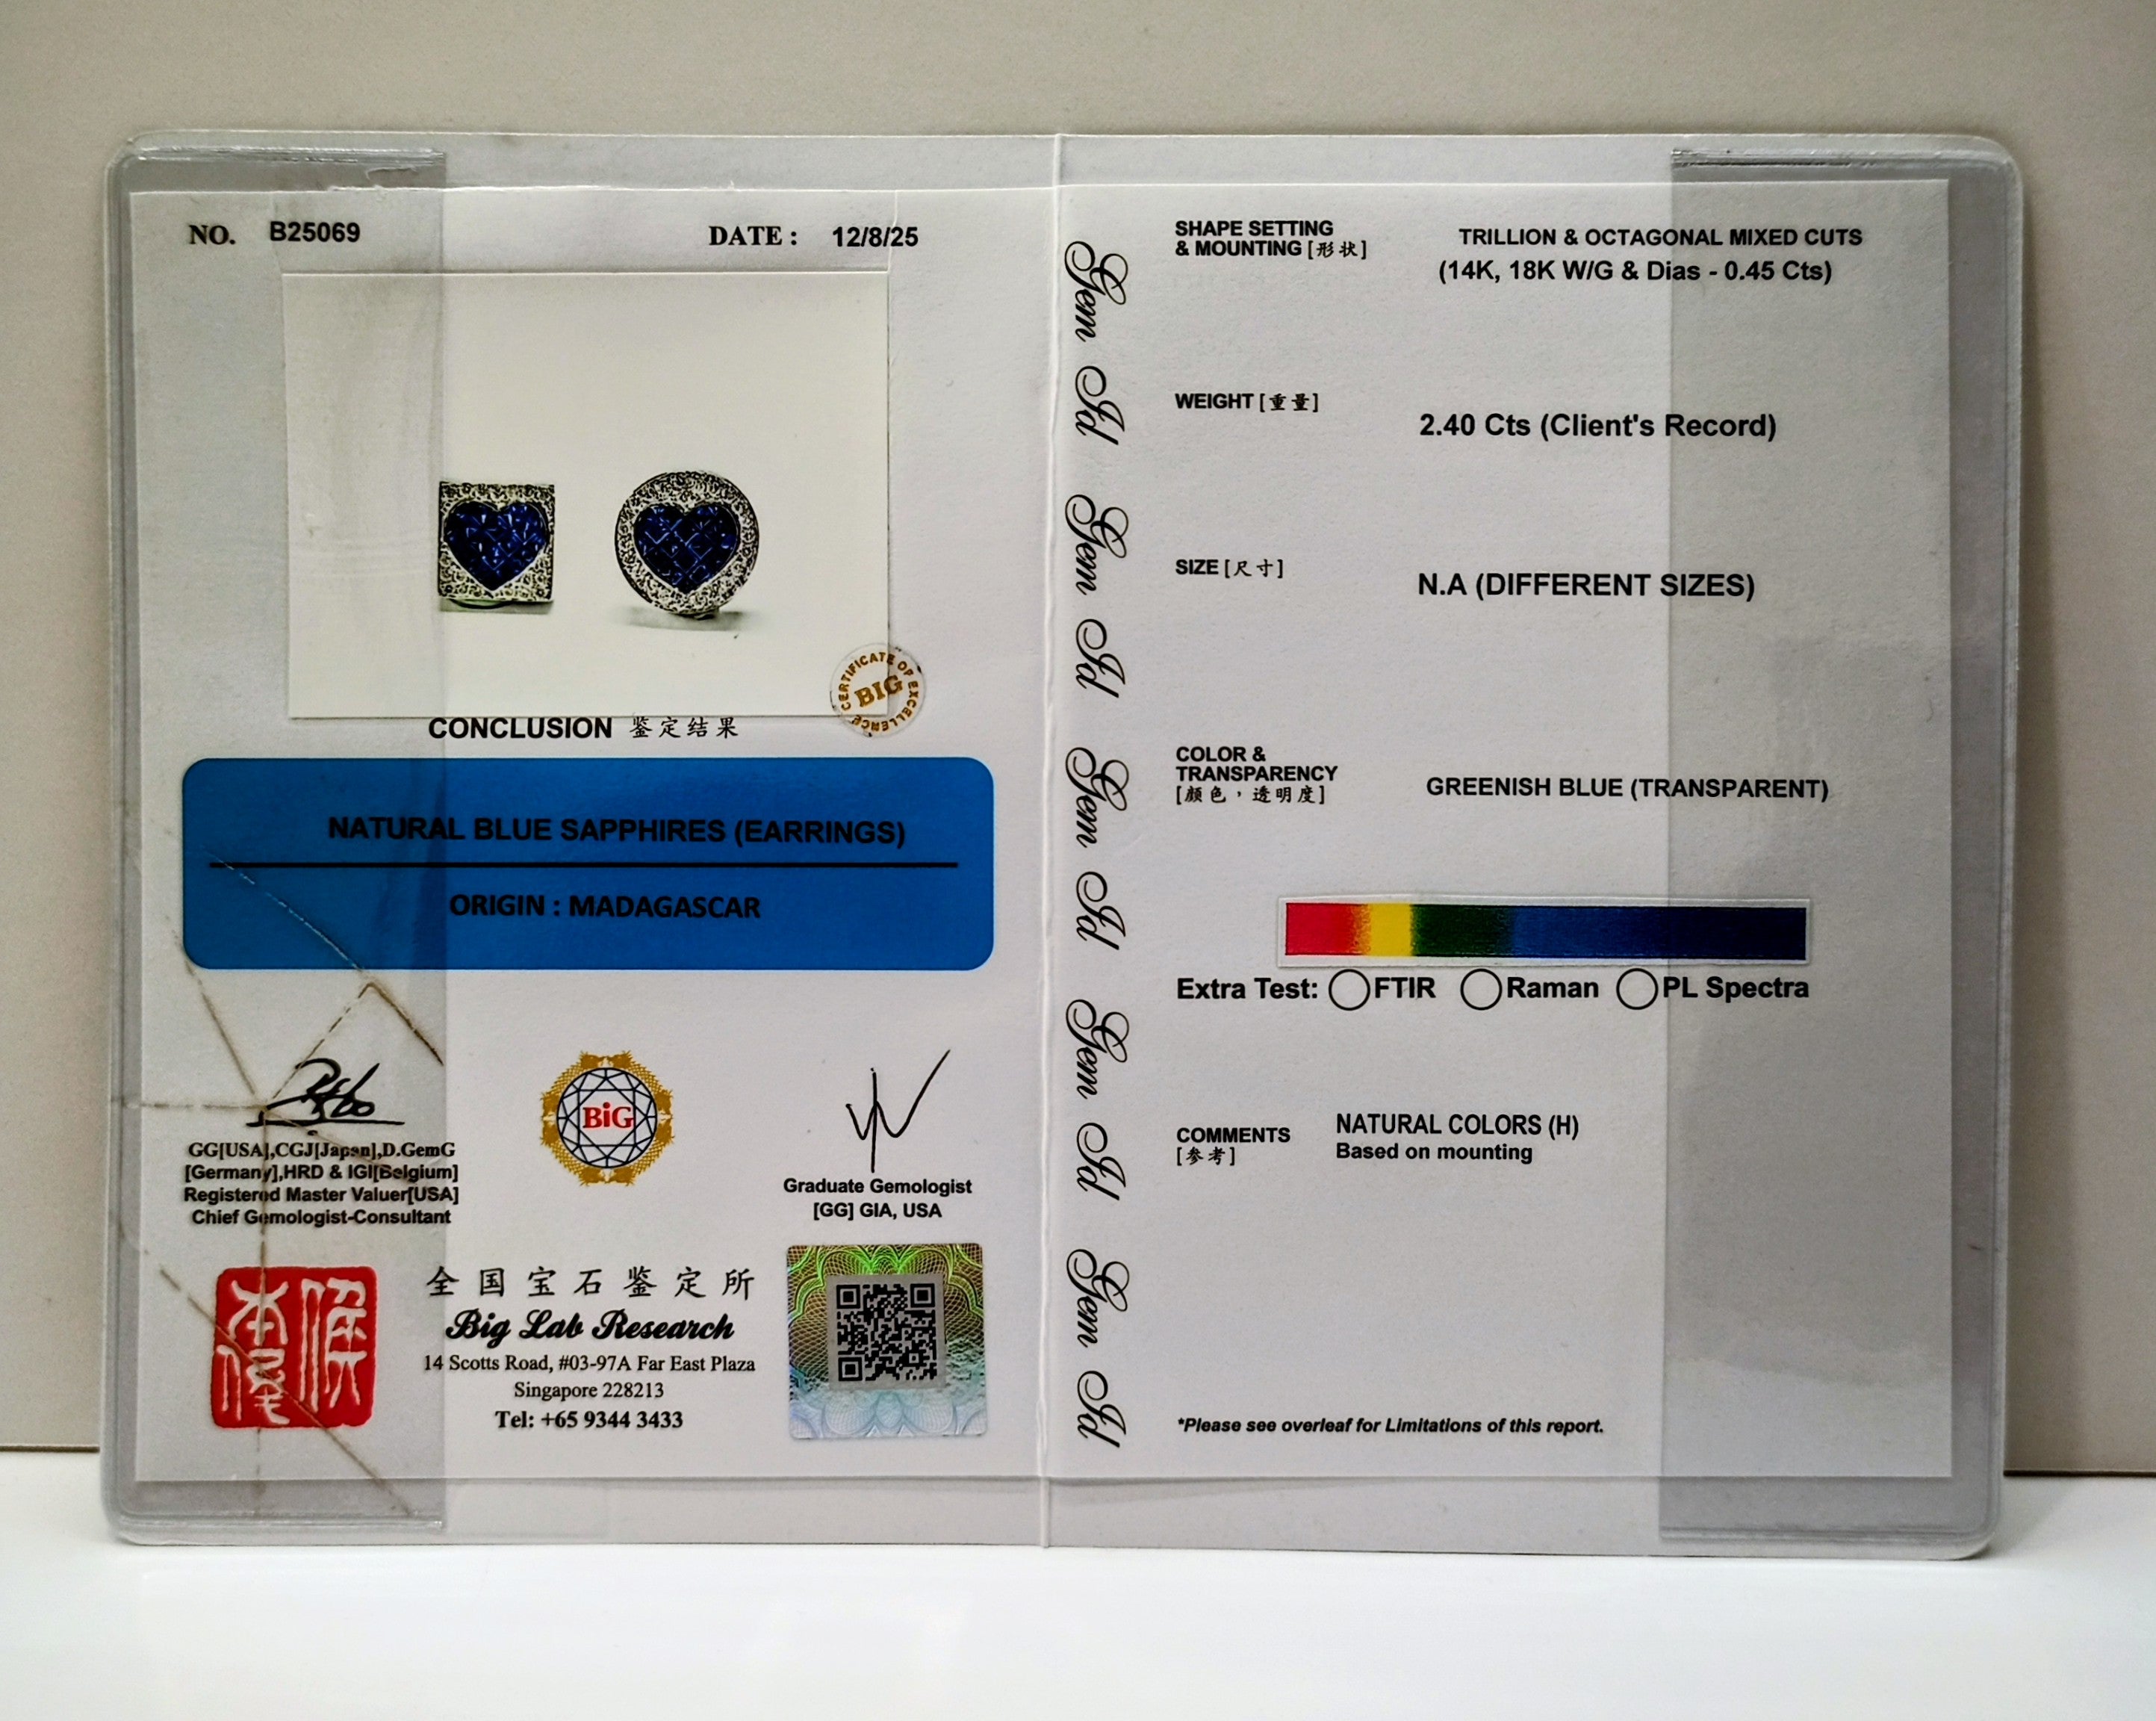 NO. B25069
DATE : 12/8/25
CERTIFICATE OF EXCELLENCE
BIG
CONCLUSION 鉴定结果
NATURAL BLUE SAPPHIRES (EARRINGS)
ORIGIN : MADAGASCAR
GG[USA],CGJ[Japan],D.GemG
[Germany],HRD & IGI[Belgium]
Registered Master Valuer[USA]
Chief Gemologist-Consultant
BiG
Graduate Gemologist
[GG] GIA, USA
全国宝石鉴定所
Big Lab Research
14 Scotts Road, #03-97A Far East Plaza
Singapore 228213
Tel: +65 9344 3433
Gem Id Gem Id Gem Id Gem Id Gem Id
SHAPE SETTING
& MOUNTING [形状]
TRILLION & OCTAGONAL MIXED CUTS
(14K, 18K W/G & Dias - 0.45 Cts)
WEIGHT [重量]
2.40 Cts (Client's Record)
SIZE [尺寸]
N.A (DIFFERENT SIZES)
COLOR &
TRANSPARENCY
[颜色，透明度]
GREENISH BLUE (TRANSPARENT)
Extra Test: FTIR Raman PL Spectra
COMMENTS
[参考]
NATURAL COLORS (H)
Based on mounting
*Please see overleaf for Limitations of this report.